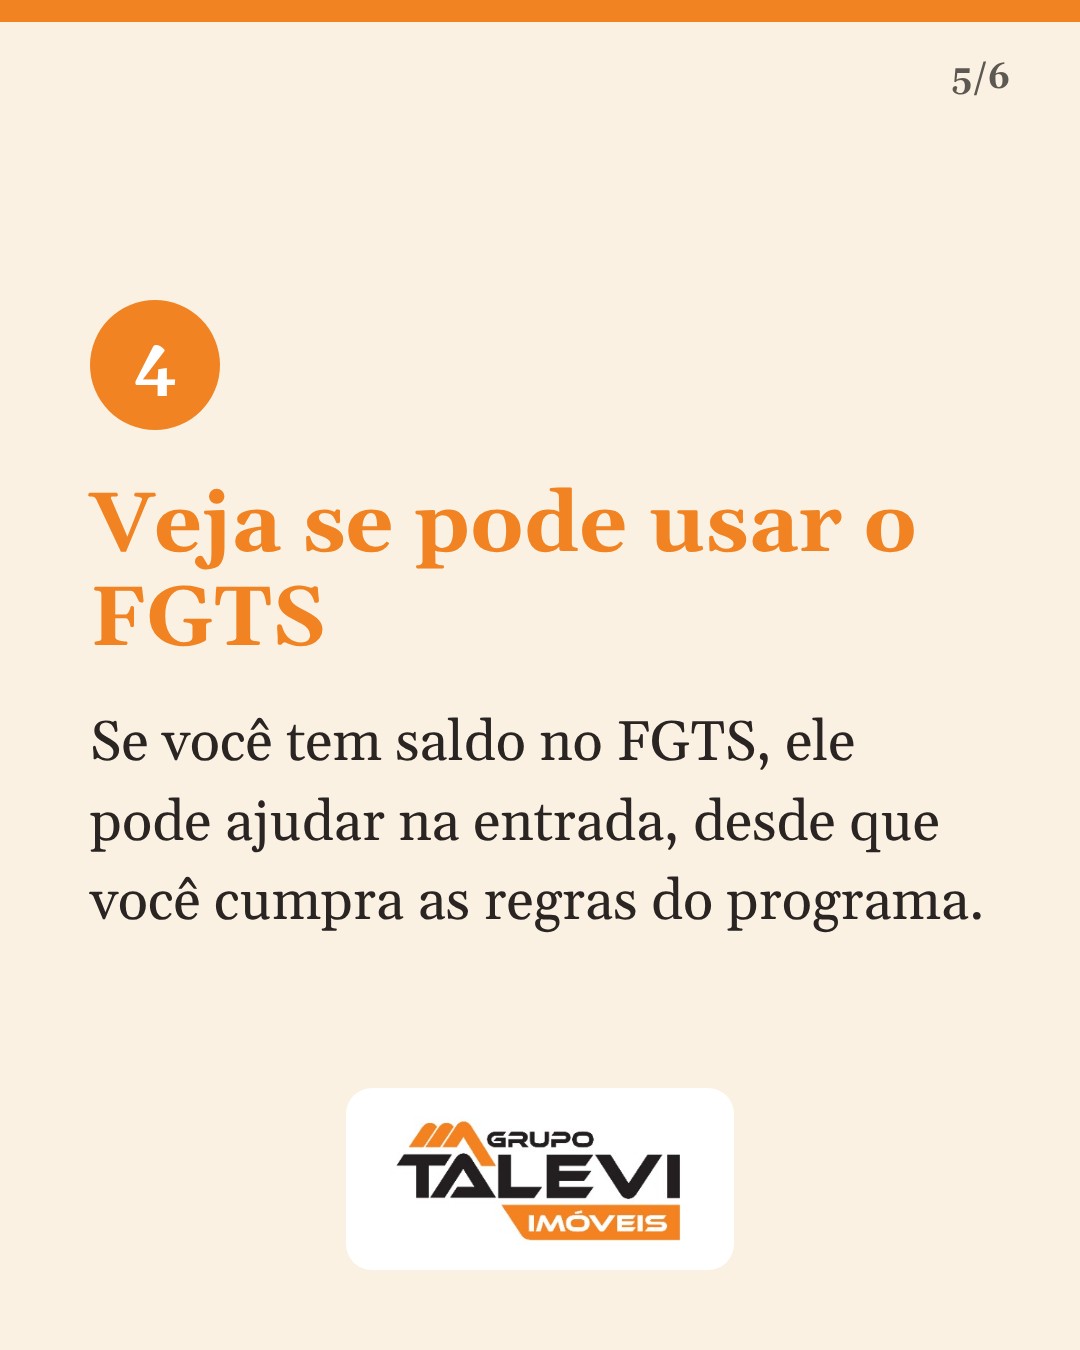 5/6
4
Veja se pode usar o
FGTS
Se você tem saldo no FGTS, ele
pode ajudar na entrada, desde que
você cumpra as regras do programa.
GRUPO
TALEVI
IMÓVEIS